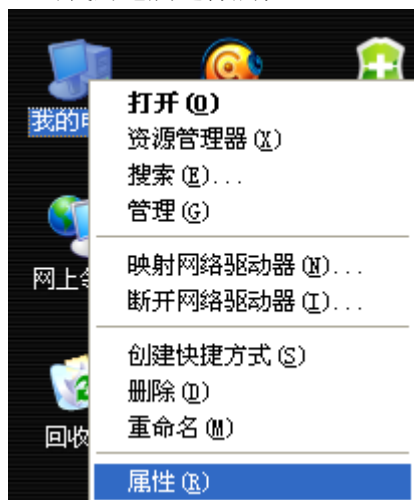 我的电
打开(O)
资源管理器(X)
搜索(E)...
管理(G)
映射网络驱动器(N)...
断开网络驱动器(I)...
网上
创建快捷方式(S)
删除(D)
重命名(M)
回收
属性(R)